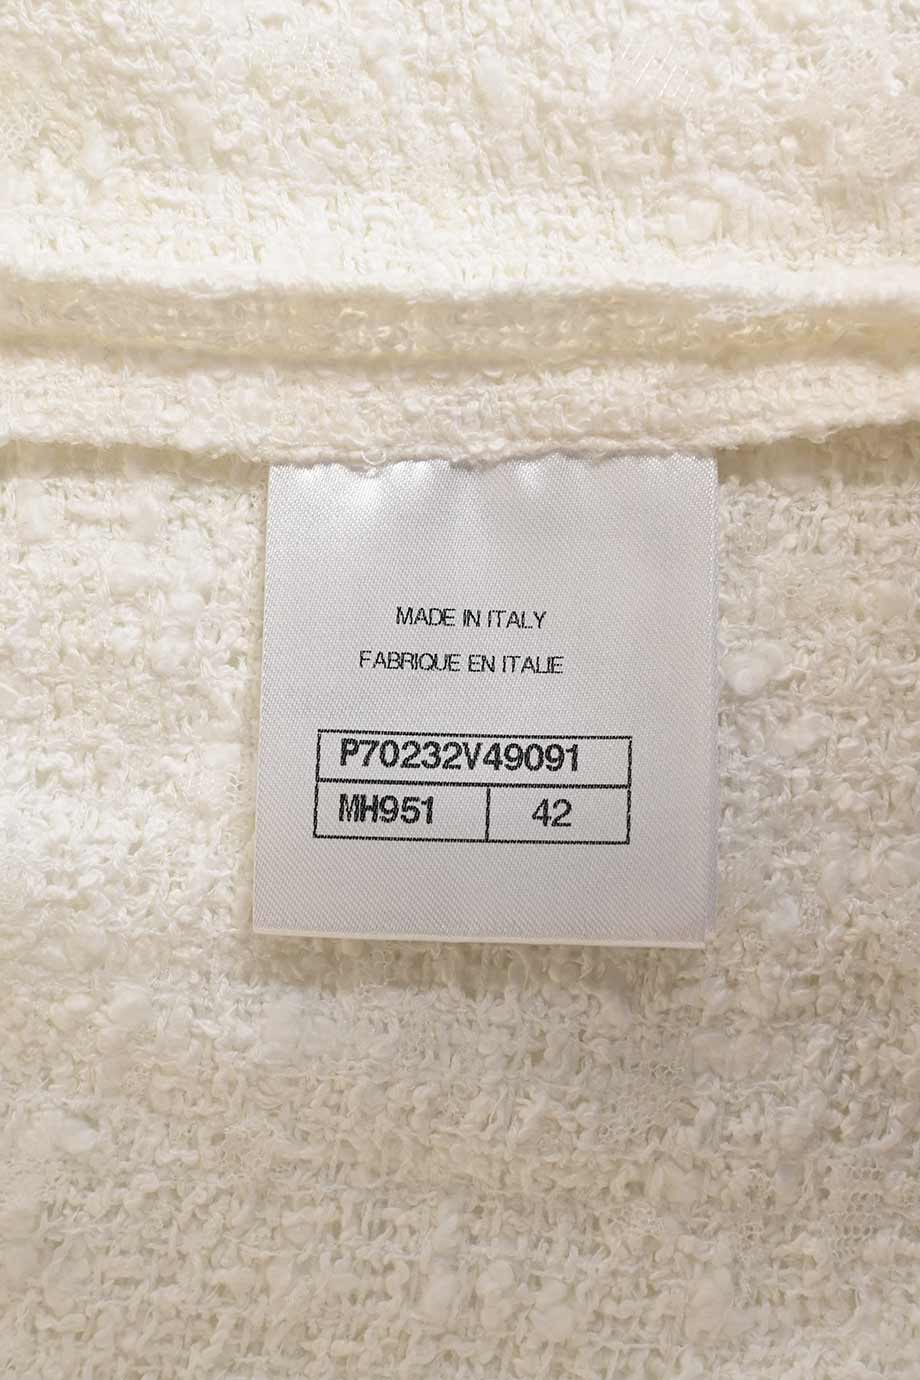 MADE IN ITALY
FABRIQUE EN ITALIE
P70232V49091
MH951 42